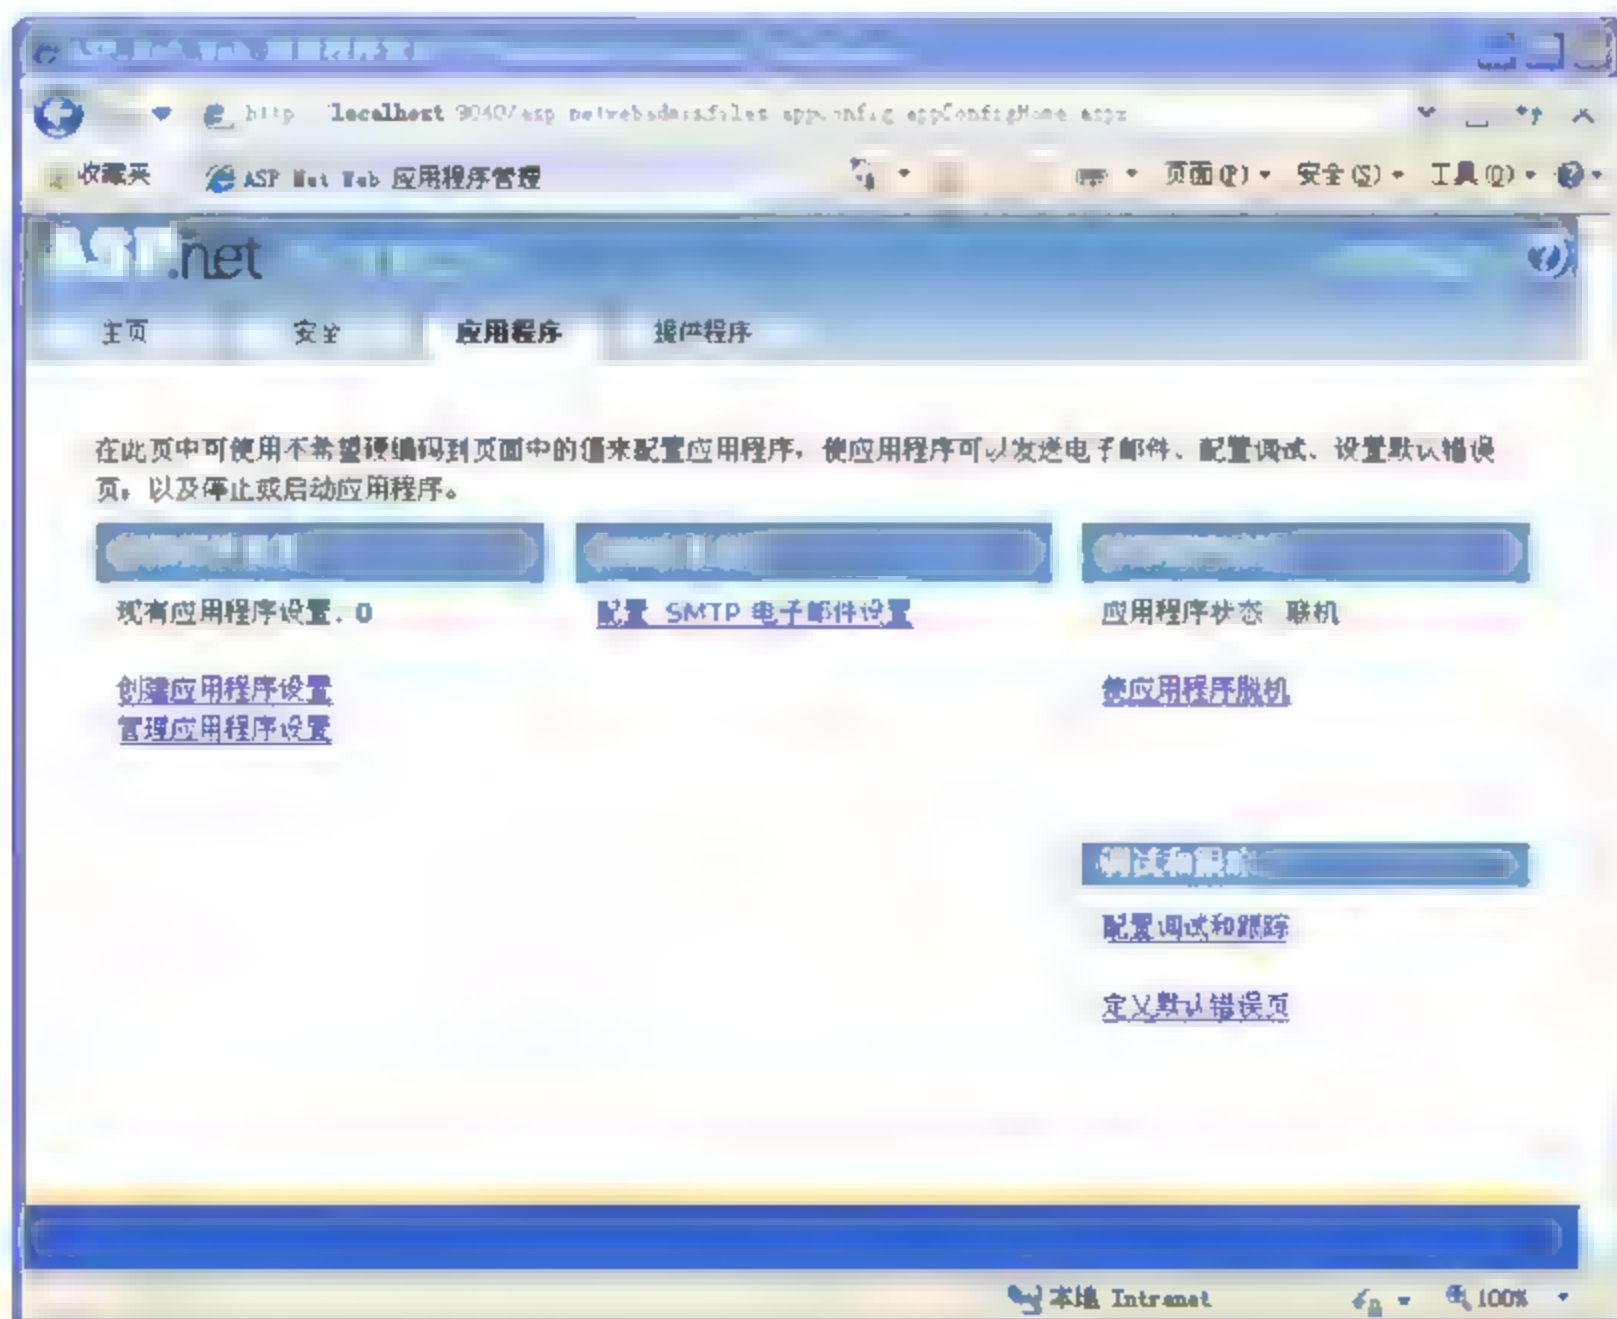 http localhost
收藏夹 ASP Net Web 应用程序管理 页面(P) 安全(S) 工具(O)
ASP.net
主页 安全 应用程序 提供程序
在此页中可使用不希望硬编码到页面中的值来配置应用程序，使应用程序可以发送电子邮件、配置调试、设置默认错误
页，以及停止或启动应用程序。
现有应用程序设置: 0 配置 SMTP 电子邮件设置 应用程序状态 联机
创建应用程序设置 使应用程序脱机
管理应用程序设置
调试和跟踪
配置调试和跟踪
定义默认错误页
本地 Intranet 100%